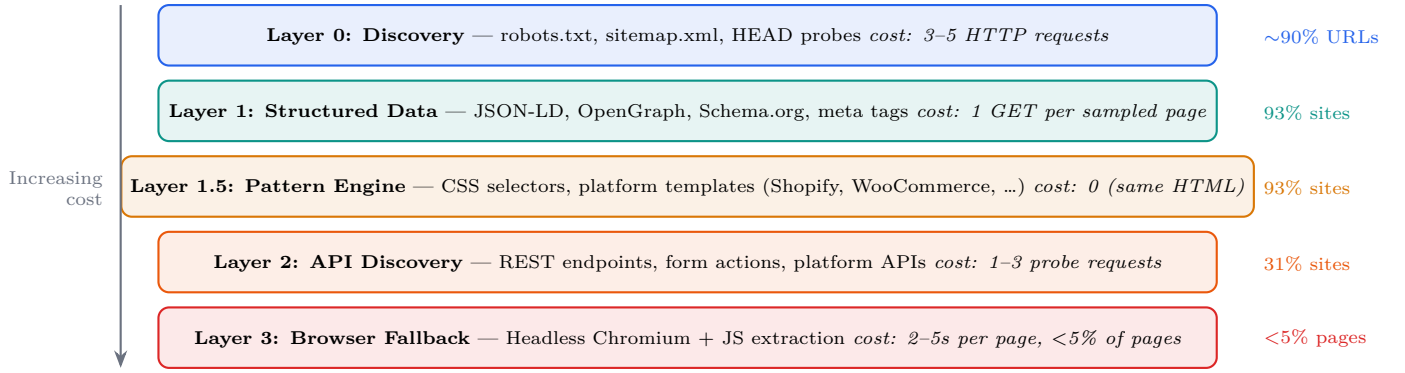 Layer 0: Discovery — robots.txt, sitemap.xml, HEAD probes cost: 3–5 HTTP requests
~90% URLs
Layer 1: Structured Data — JSON-LD, OpenGraph, Schema.org, meta tags cost: 1 GET per sampled page
93% sites
Increasing
cost
Layer 1.5: Pattern Engine — CSS selectors, platform templates (Shopify, WooCommerce, …) cost: 0 (same HTML)
93% sites
Layer 2: API Discovery — REST endpoints, form actions, platform APIs cost: 1–3 probe requests
31% sites
Layer 3: Browser Fallback — Headless Chromium + JS extraction cost: 2–5s per page, <5% of pages
<5% pages